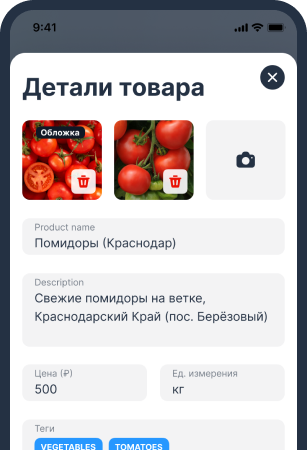 9:41
Детали товара
Обложка
Product name
Помидоры (Краснодар)
Description
Свежие помидоры на ветке,
Краснодарский Край (пос. Берёзовый)
Цена (₽)
Ед. измерения
500
кг
Теги
VEGETABLES
TOMATOES